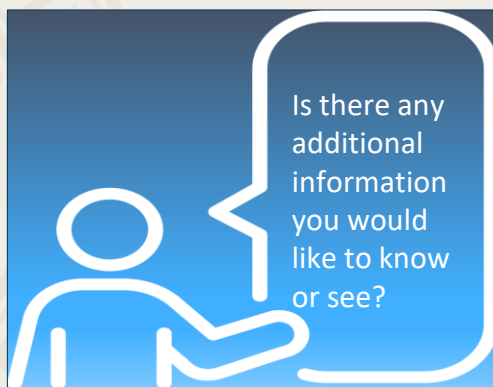 Is there any
additional
information
you would
like to know
or see?